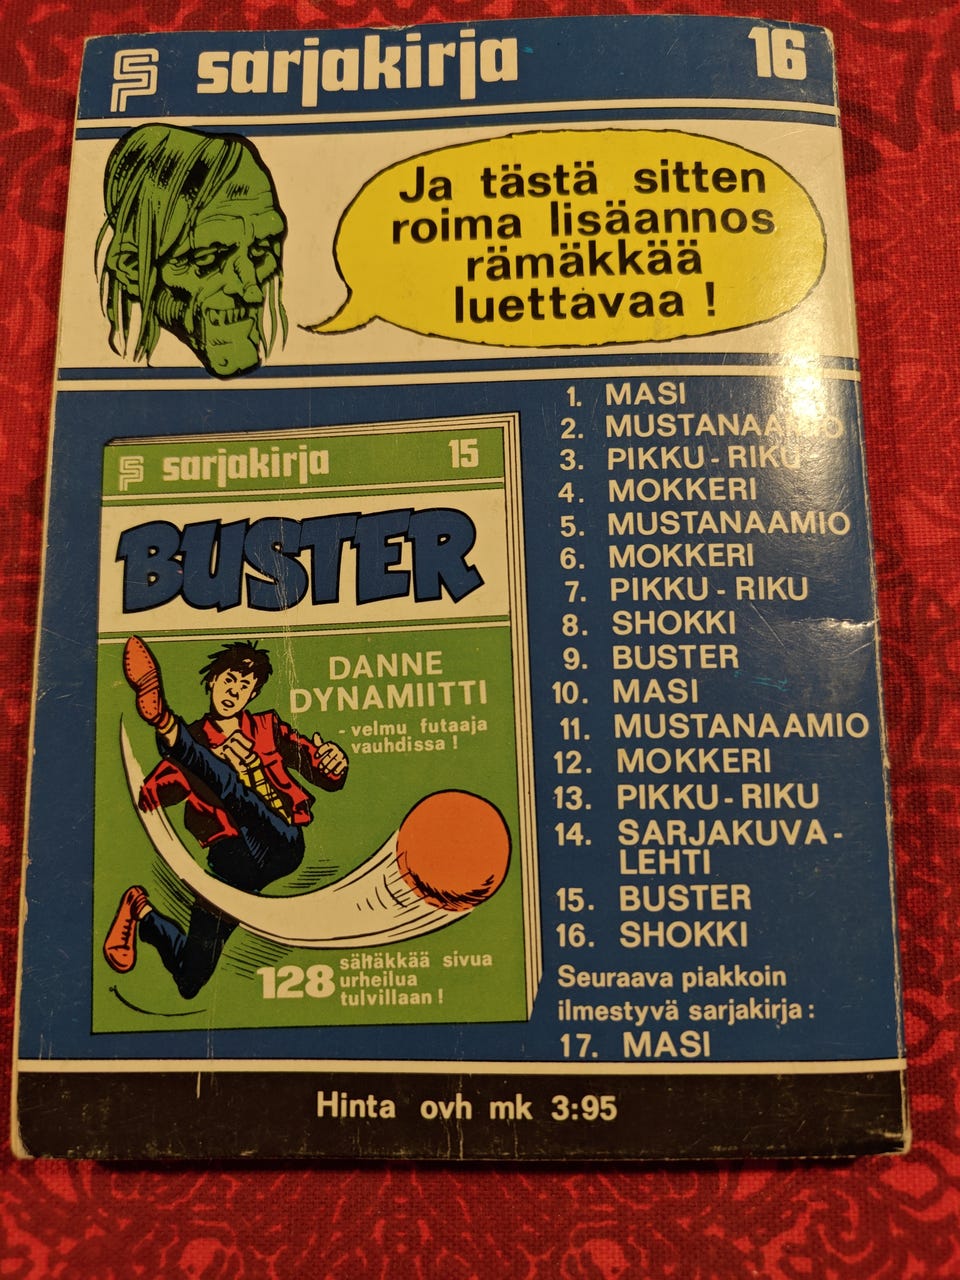 sarjakirja 16
Ja tästä sitten
roima lisäannos
rämäkkää
luettavaa !
sarjakirja 15
BUSTER
DANNE
DYNAMIITTI
- velmu futaaja
vauhdissa !
128 sähäkkää sivua
urheilua
tulvillaan !
1. MASI
2. MUSTANAAMIO
3. PIKKU - RIKU
4. MOKKERI
5. MUSTANAAMIO
6. MOKKERI
7. PIKKU - RIKU
8. SHOKKI
9. BUSTER
10. MASI
11. MUSTANAAMIO
12. MOKKERI
13. PIKKU - RIKU
14. SARJAKUVA -
LEHTI
15. BUSTER
16. SHOKKI
Seuraava piakkoin
ilmestyvä sarjakirja :
17. MASI
Hinta ovh mk 3:95